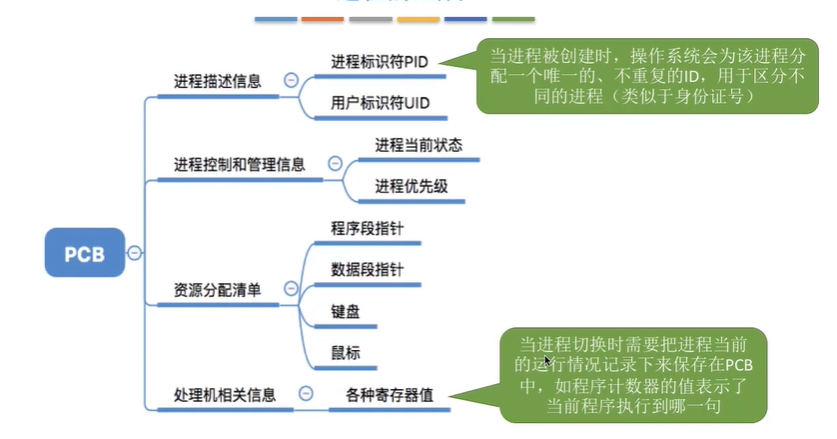 进程描述信息
进程标识符PID
用户标识符UID
当进程被创建时，操作系统会为该进程分
配一个唯一的、不重复的ID，用于区分不
同的进程（类似于身份证号）
进程控制和管理信息
进程当前状态
进程优先级
PCB
资源分配清单
程序段指针
数据段指针
键盘
鼠标
处理机相关信息
各种寄存器值
当进程切换时需要把进程当前
的运行情况记录下来保存在PCB
中，如程序计数器的值表示了
当前程序执行到哪一句